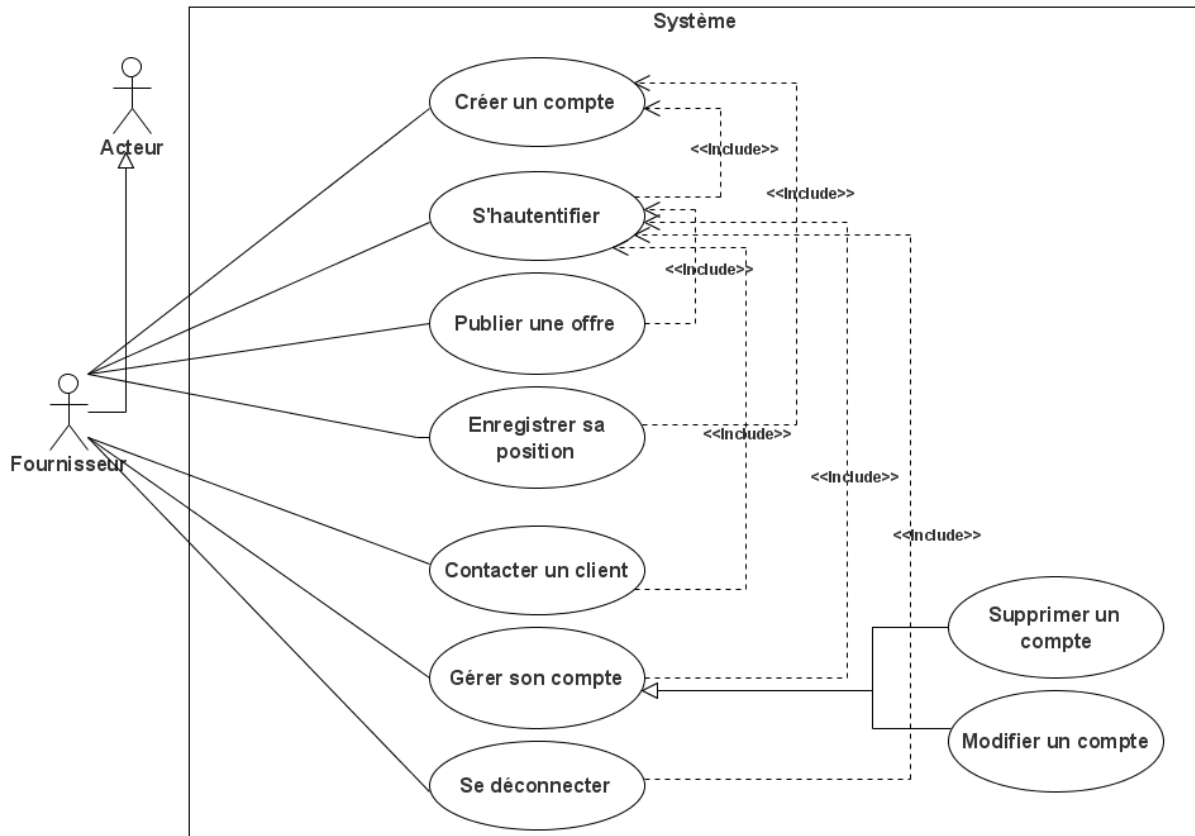 Système
Acteur
Créer un compte
<<Include>>
<<Include>>
S'hautentifier
<<Include>>
Publier une offre
Enregistrer sa
position
<<Include>>
Fournisseur
<<Include>>
<<Include>>
Contacter un client
Supprimer un
compte
Gérer son compte
Modifier un compte
Se déconnecter